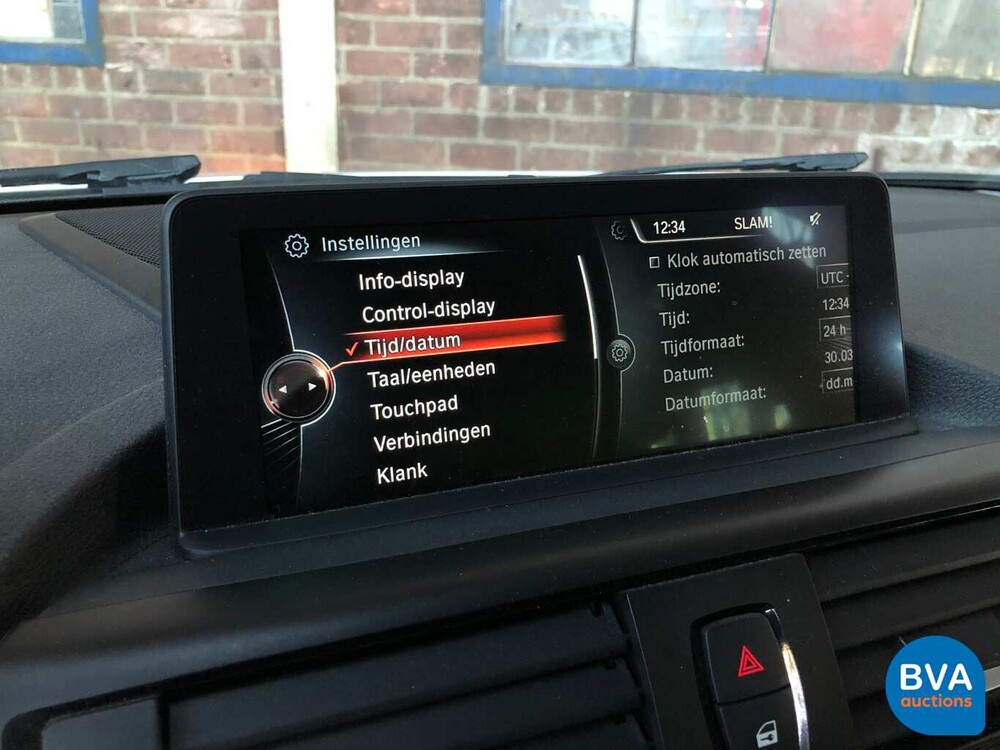 Instellingen
Info-display
Control-display
✓ Tijd/datum
Taal/eenheden
Touchpad
Verbindingen
Klank
12:34 SLAM!
Klok automatisch zetten
Tijdzone: UTC -
Tijd: 12:34
Tijdformaat: 24 h
Datum: 30.03
Datumformaat: dd.m
BVA
auctions